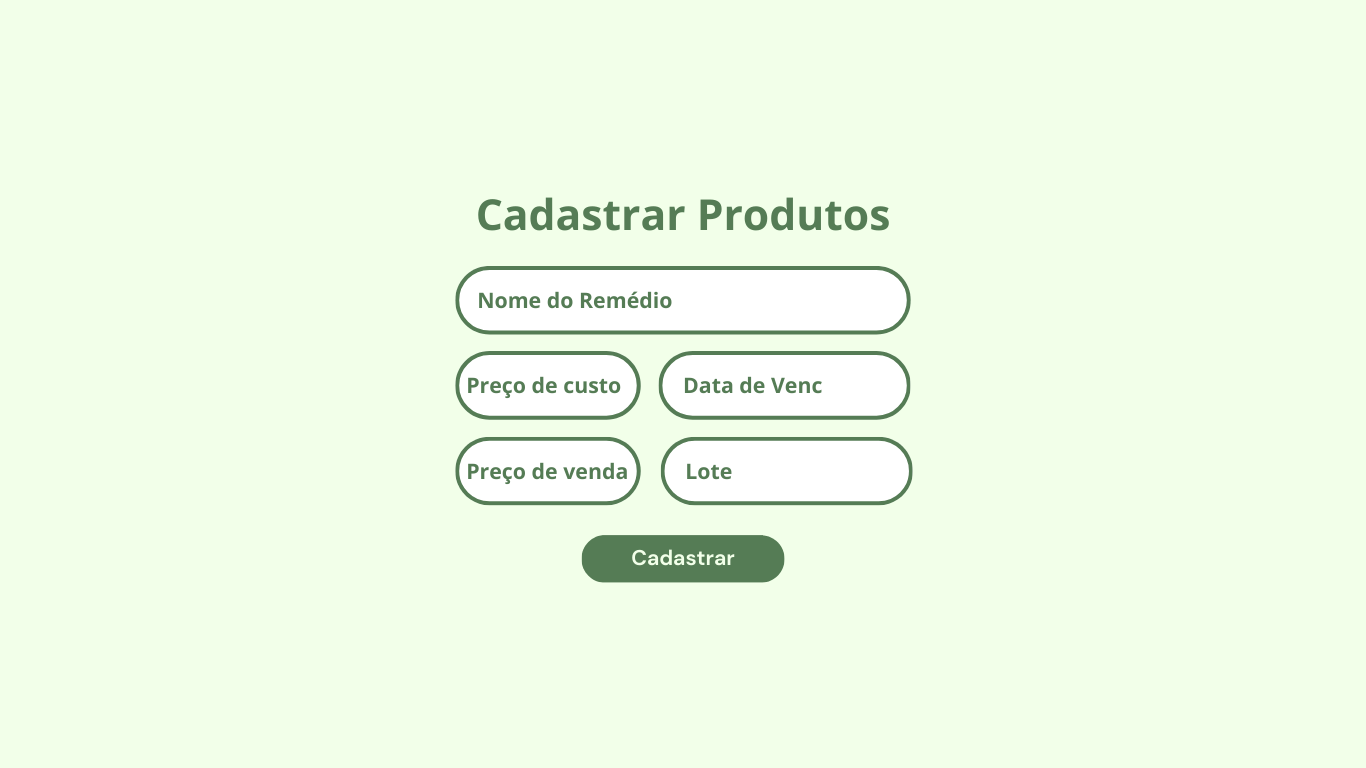 Cadastrar Produtos
Nome do Remédio
Preço de custo
Data de Venc
Preço de venda
Lote
Cadastrar